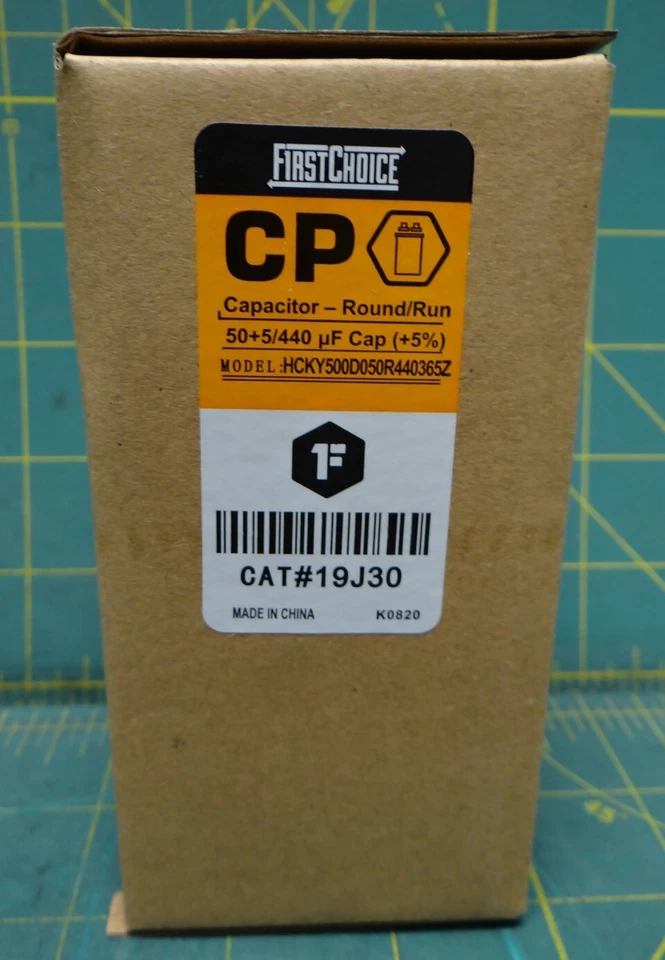 FIRSTCHOICE
CP
Capacitor – Round/Run
50+5/440 µF Cap (+5%)
MODEL:HCKY500D050R440365Z
1F
CAT#19J30
MADE IN CHINA K0820